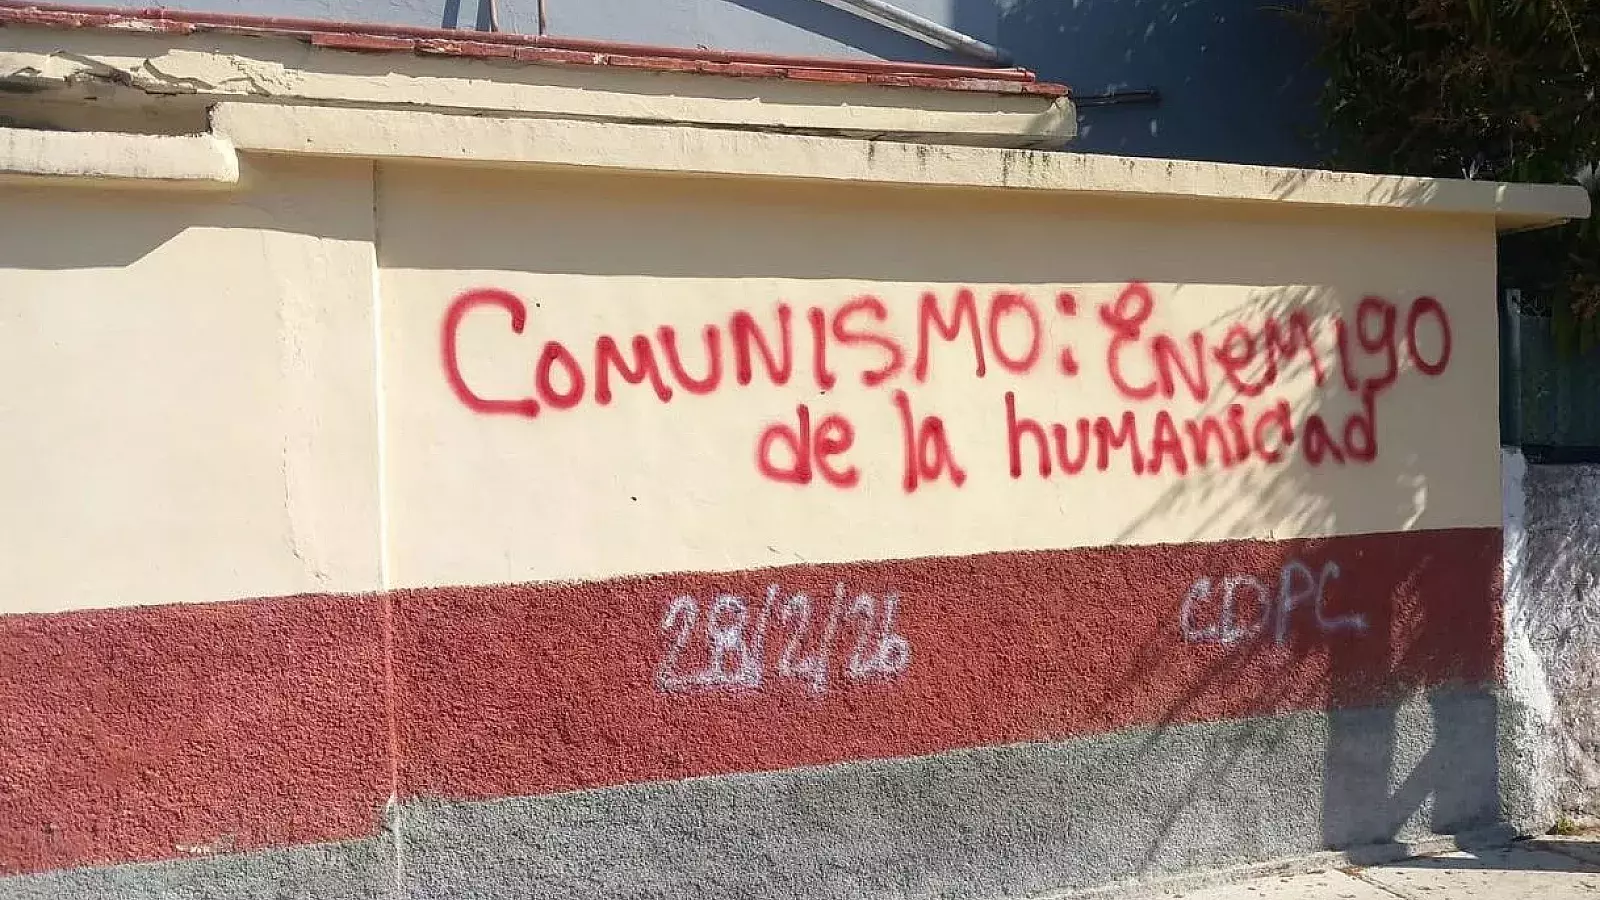 COMUNISMO: ENEMIGO
de la humanidad
28/2/26 CDPC